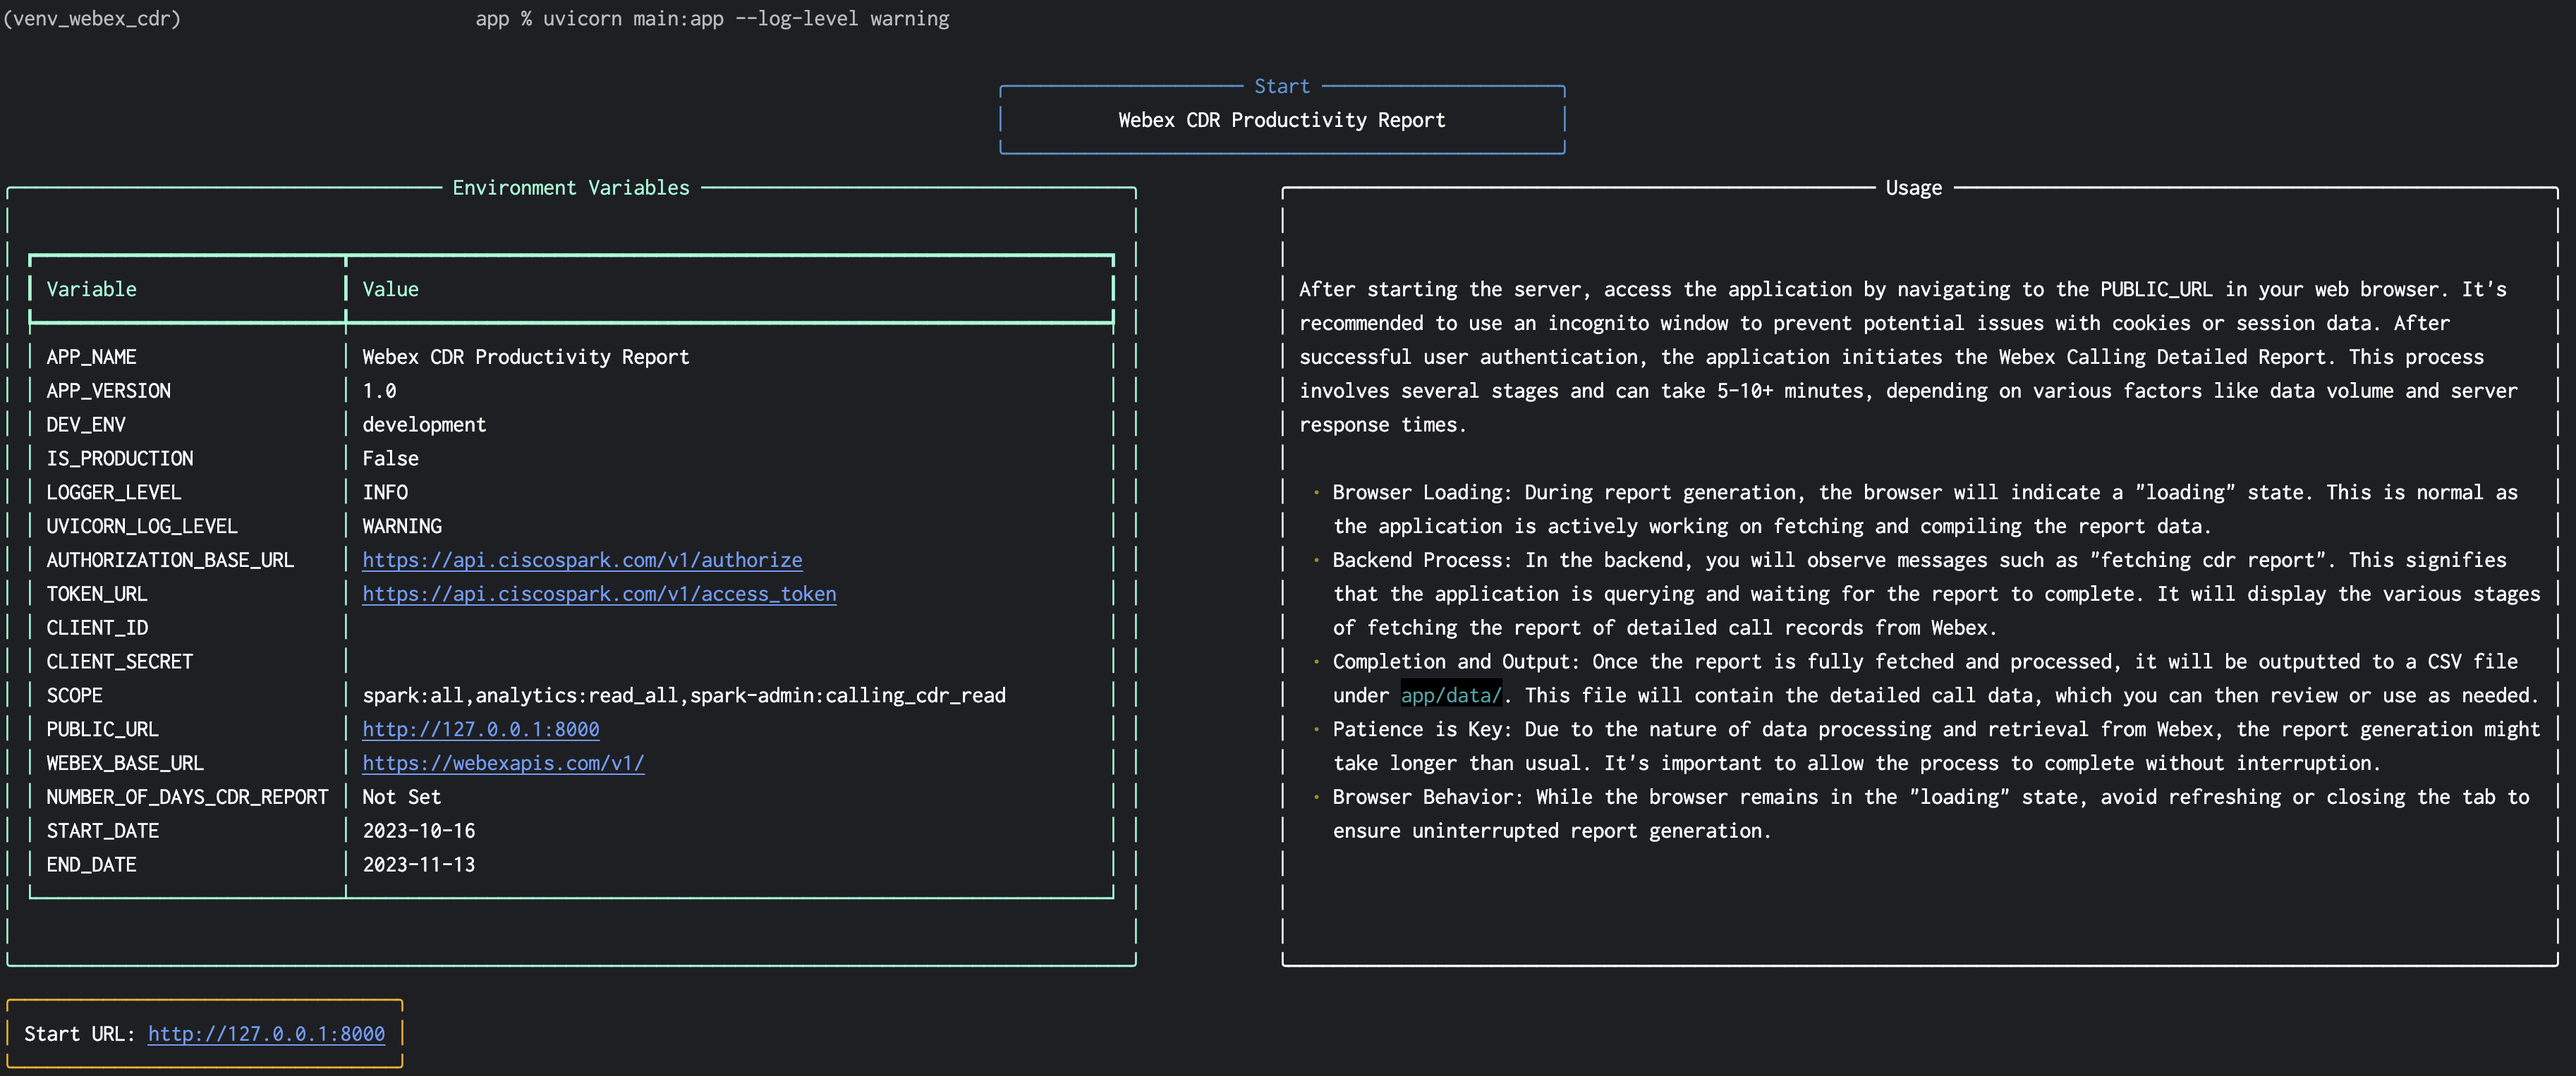 (venv_webex_cdr) app % uvicorn main:app --log-level warning
Start
Webex CDR Productivity Report
Environment Variables
Variable Value
APP_NAME Webex CDR Productivity Report
APP_VERSION 1.0
DEV_ENV development
IS_PRODUCTION False
LOGGER_LEVEL INFO
UVICORN_LOG_LEVEL WARNING
AUTHORIZATION_BASE_URL https://api.ciscospark.com/v1/authorize
TOKEN_URL https://api.ciscospark.com/v1/access_token
CLIENT_ID
CLIENT_SECRET
SCOPE spark:all,analytics:read_all,spark-admin:calling_cdr_read
PUBLIC_URL http://127.0.0.1:8000
WEBEX_BASE_URL https://webexapis.com/v1/
NUMBER_OF_DAYS_CDR_REPORT Not Set
START_DATE 2023-10-16
END_DATE 2023-11-13
Usage
After starting the server, access the application by navigating to the PUBLIC_URL in your web browser. It's
recommended to use an incognito window to prevent potential issues with cookies or session data. After
successful user authentication, the application initiates the Webex Calling Detailed Report. This process
involves several stages and can take 5-10+ minutes, depending on various factors like data volume and server
response times.
• Browser Loading: During report generation, the browser will indicate a "loading" state. This is normal as
the application is actively working on fetching and compiling the report data.
• Backend Process: In the backend, you will observe messages such as "fetching cdr report". This signifies
that the application is querying and waiting for the report to complete. It will display the various stages
of fetching the report of detailed call records from Webex.
• Completion and Output: Once the report is fully fetched and processed, it will be outputted to a CSV file
under app/data/. This file will contain the detailed call data, which you can then review or use as needed.
• Patience is Key: Due to the nature of data processing and retrieval from Webex, the report generation might
take longer than usual. It's important to allow the process to complete without interruption.
• Browser Behavior: While the browser remains in the "loading" state, avoid refreshing or closing the tab to
ensure uninterrupted report generation.
Start URL: http://127.0.0.1:8000